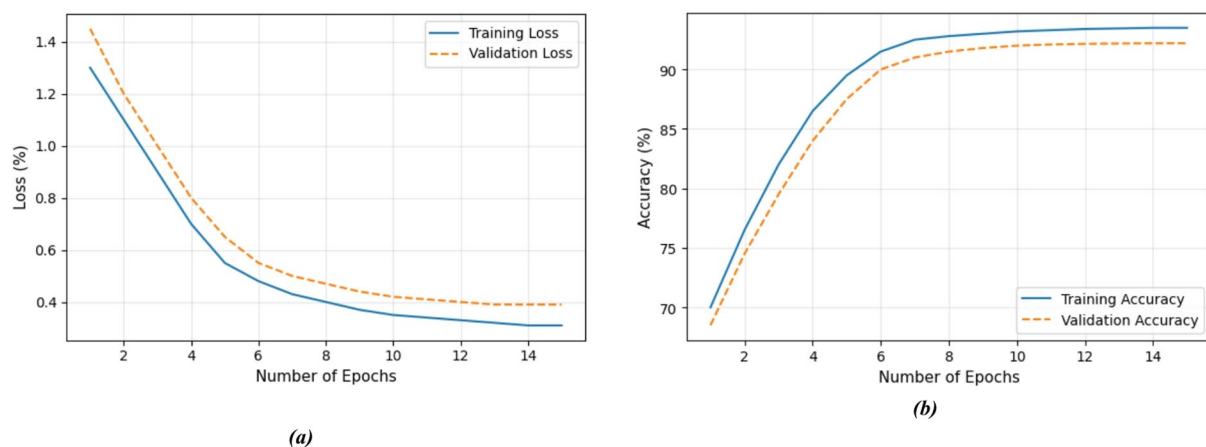 Training Loss
Validation Loss
1.4
1.2
1.0
0.8
0.6
0.4
Loss (%)
2 4 6 8 10 12 14
Number of Epochs
(a)
90
85
80
75
70
Accuracy (%)
Training Accuracy
Validation Accuracy
2 4 6 8 10 12 14
Number of Epochs
(b)